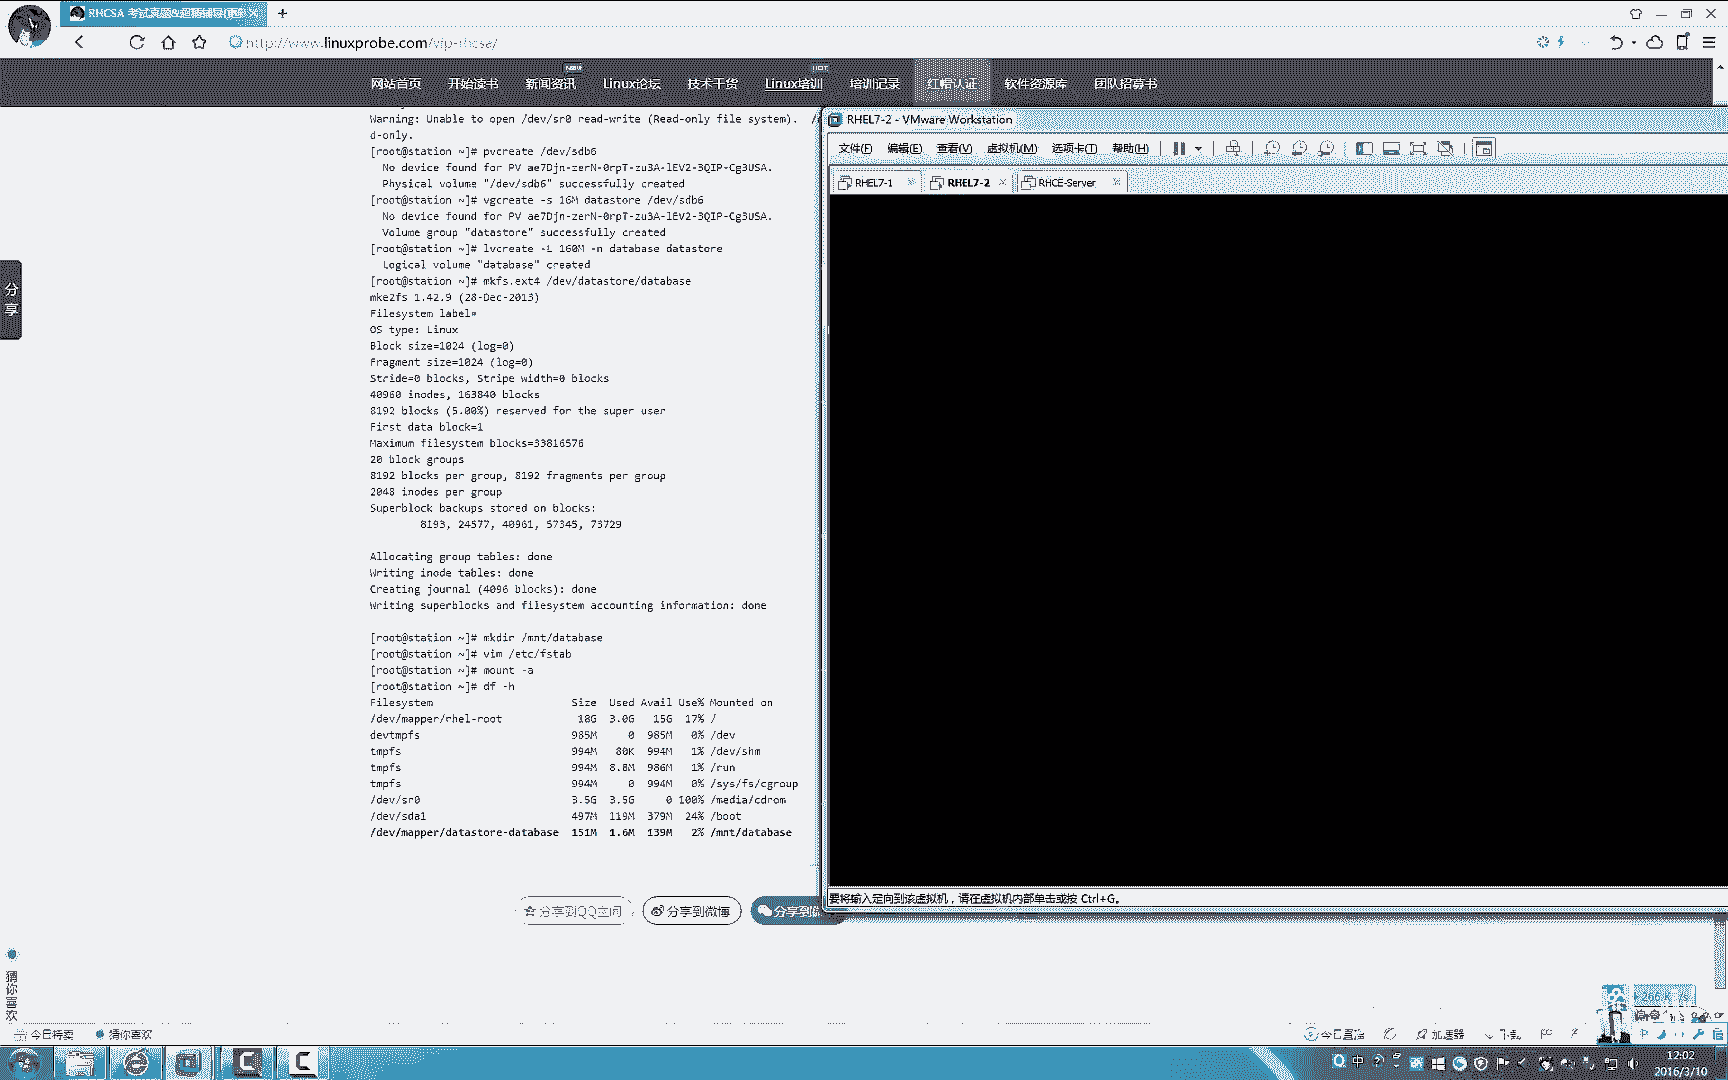 http://www.linuxprobe.com/vip-rhcsa/
网站首页 开始读书 新闻资讯 Linux论坛 技术干货 Linux培训 培训记录 红帽认证 软件资源库 团队招募书
NEW
HOT
Warning: Unable to open /dev/sr0 read-write (Read-only file system).
d-only.
[root@station ~]# pvcreate /dev/sdb6
No device found for PV ae7Djn-zerN-0rpT-zu3A-lEV2-3QIP-Cg3USA.
Physical volume "/dev/sdb6" successfully created
[root@station ~]# vgcreate -s 16M datastore /dev/sdb6
No device found for PV ae7Djn-zerN-0rpT-zu3A-lEV2-3QIP-Cg3USA.
Volume group "datastore" successfully created
[root@station ~]# lvcreate -L 160M -n database datastore
Logical volume "database" created
[root@station ~]# mkfs.ext4 /dev/datastore/database
mke2fs 1.42.9 (28-Dec-2013)
Filesystem label=
OS type: Linux
Block size=1024 (log=0)
Fragment size=1024 (log=0)
Stride=0 blocks, Stripe width=0 blocks
40960 inodes, 163840 blocks
8192 blocks (5.00%) reserved for the super user
First data block=1
Maximum filesystem blocks=33816576
20 block groups
8192 blocks per group, 8192 fragments per group
2048 inodes per group
Superblock backups stored on blocks:
8193, 24577, 40961, 57345, 73729
Allocating group tables: done
Writing inode tables: done
Creating journal (4096 blocks): done
Writing superblocks and filesystem accounting information: done
[root@station ~]# mkdir /mnt/database
[root@station ~]# vim /etc/fstab
[root@station ~]# mount -a
[root@station ~]# df -h
Filesystem Size Used Avail Use% Mounted on
/dev/mapper/rhel-root 18G 3.0G 15G 17% /
devtmpfs 985M 0 985M 0% /dev
tmpfs 994M 80K 994M 1% /dev/shm
tmpfs 994M 8.8M 986M 1% /run
tmpfs 994M 0 994M 0% /sys/fs/cgroup
/dev/sr0 3.5G 3.5G 0 100% /media/cdrom
/dev/sda1 497M 119M 379M 24% /boot
/dev/mapper/datastore-database 151M 1.6M 139M 2% /mnt/database
分享到QQ空间 分享到微博 分享到
分享
RHEL7-2 - VMware Workstation
文件(F) 编辑(E) 查看(V) 虚拟机(M) 选项卡(T) 帮助(H)
RHEL7-1 RHEL7-2 RHCE-Server
要将输入定向到该虚拟机，请在虚拟机内部单击或按 Ctrl+G。
猜你喜欢
今日特卖 猜你喜欢
今日直播 加速器 下载
中
12:02
2016/3/10